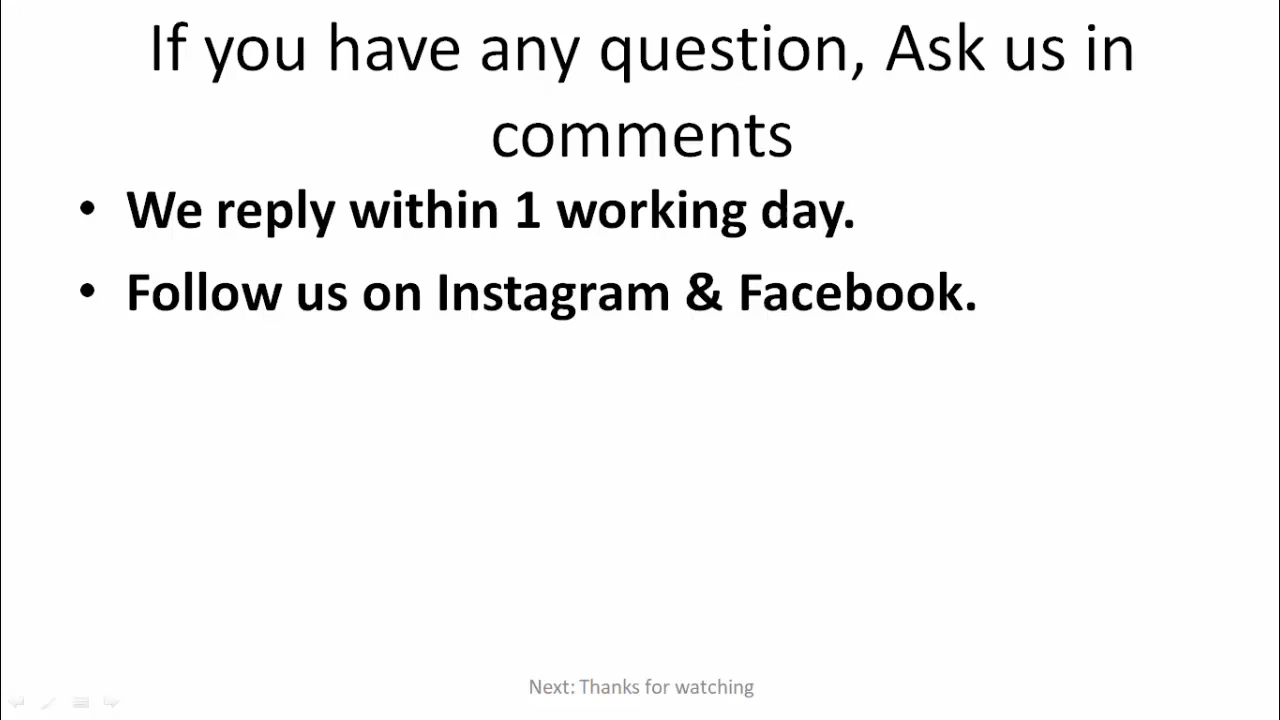 If you have any question, Ask us in
comments
• We reply within 1 working day.
• Follow us on Instagram & Facebook.
Next: Thanks for watching